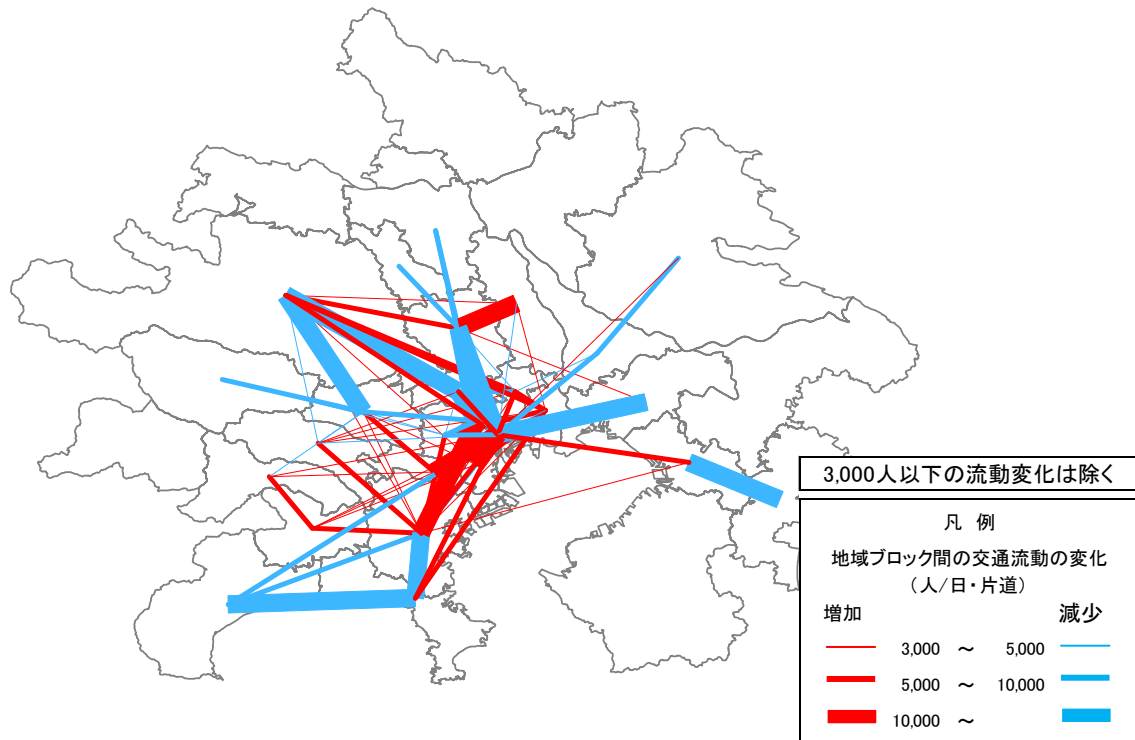 3,000人以下の流動変化は除く
凡 例
地域ブロック間の交通流動の変化
（人/日・片道）
増加 減少
3,000 ～ 5,000
5,000 ～ 10,000
10,000 ～